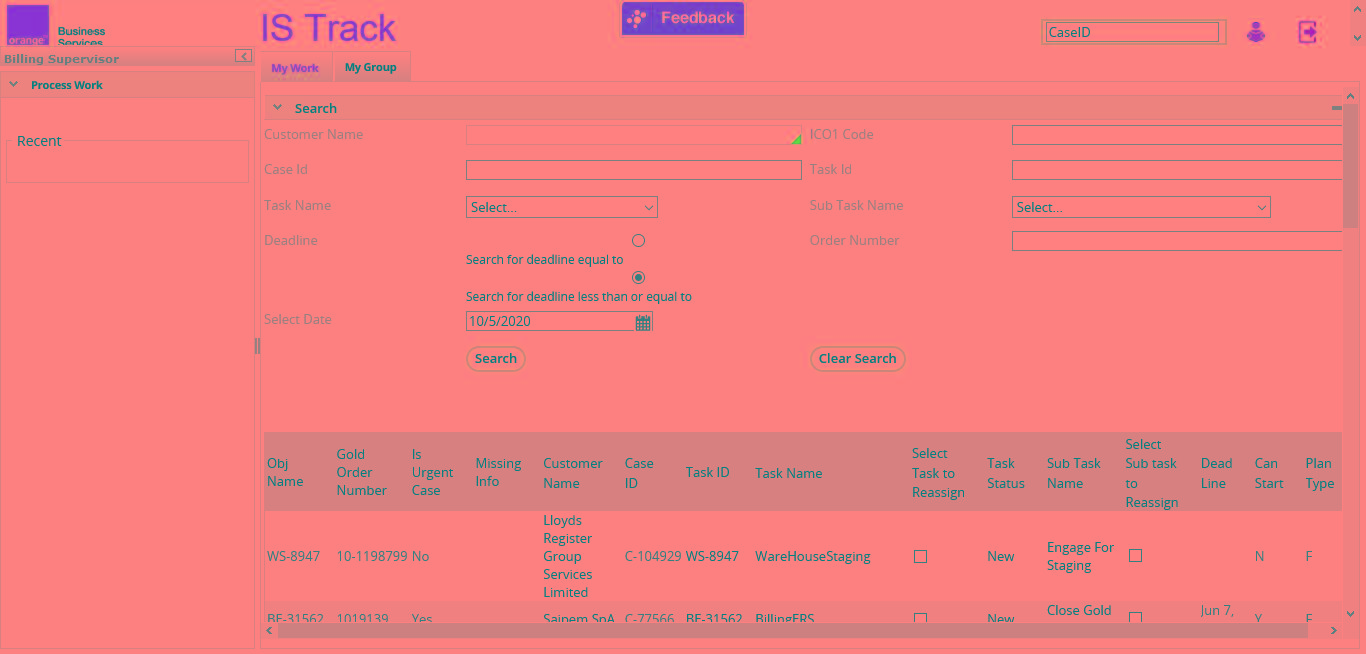 orange™
Business
Services
IS Track
Feedback
CaseID
Billing Supervisor
Process Work
Recent
My Work
My Group
Search
Customer Name
ICO1 Code
Case Id
Task Id
Task Name
Select...
Sub Task Name
Select...
Deadline
Order Number
Search for deadline equal to
Search for deadline less than or equal to
Select Date
10/5/2020
Search
Clear Search
Obj Name
Gold Order Number
Is Urgent Case
Missing Info
Customer Name
Case ID
Task ID
Task Name
Select Task to Reassign
Task Status
Sub Task Name
Select Sub task to Reassign
Dead Line
Can Start
Plan Type
WS-8947
10-1198799
No
Lloyds Register Group Services Limited
C-104929
WS-8947
WareHouseStaging
New
Engage For Staging
N
F
BE-31562
1019139
Yes
Saipem SpA
C-77566
BE-31562
BillingERS
New
Close Gold
Jun 7,
Y
F